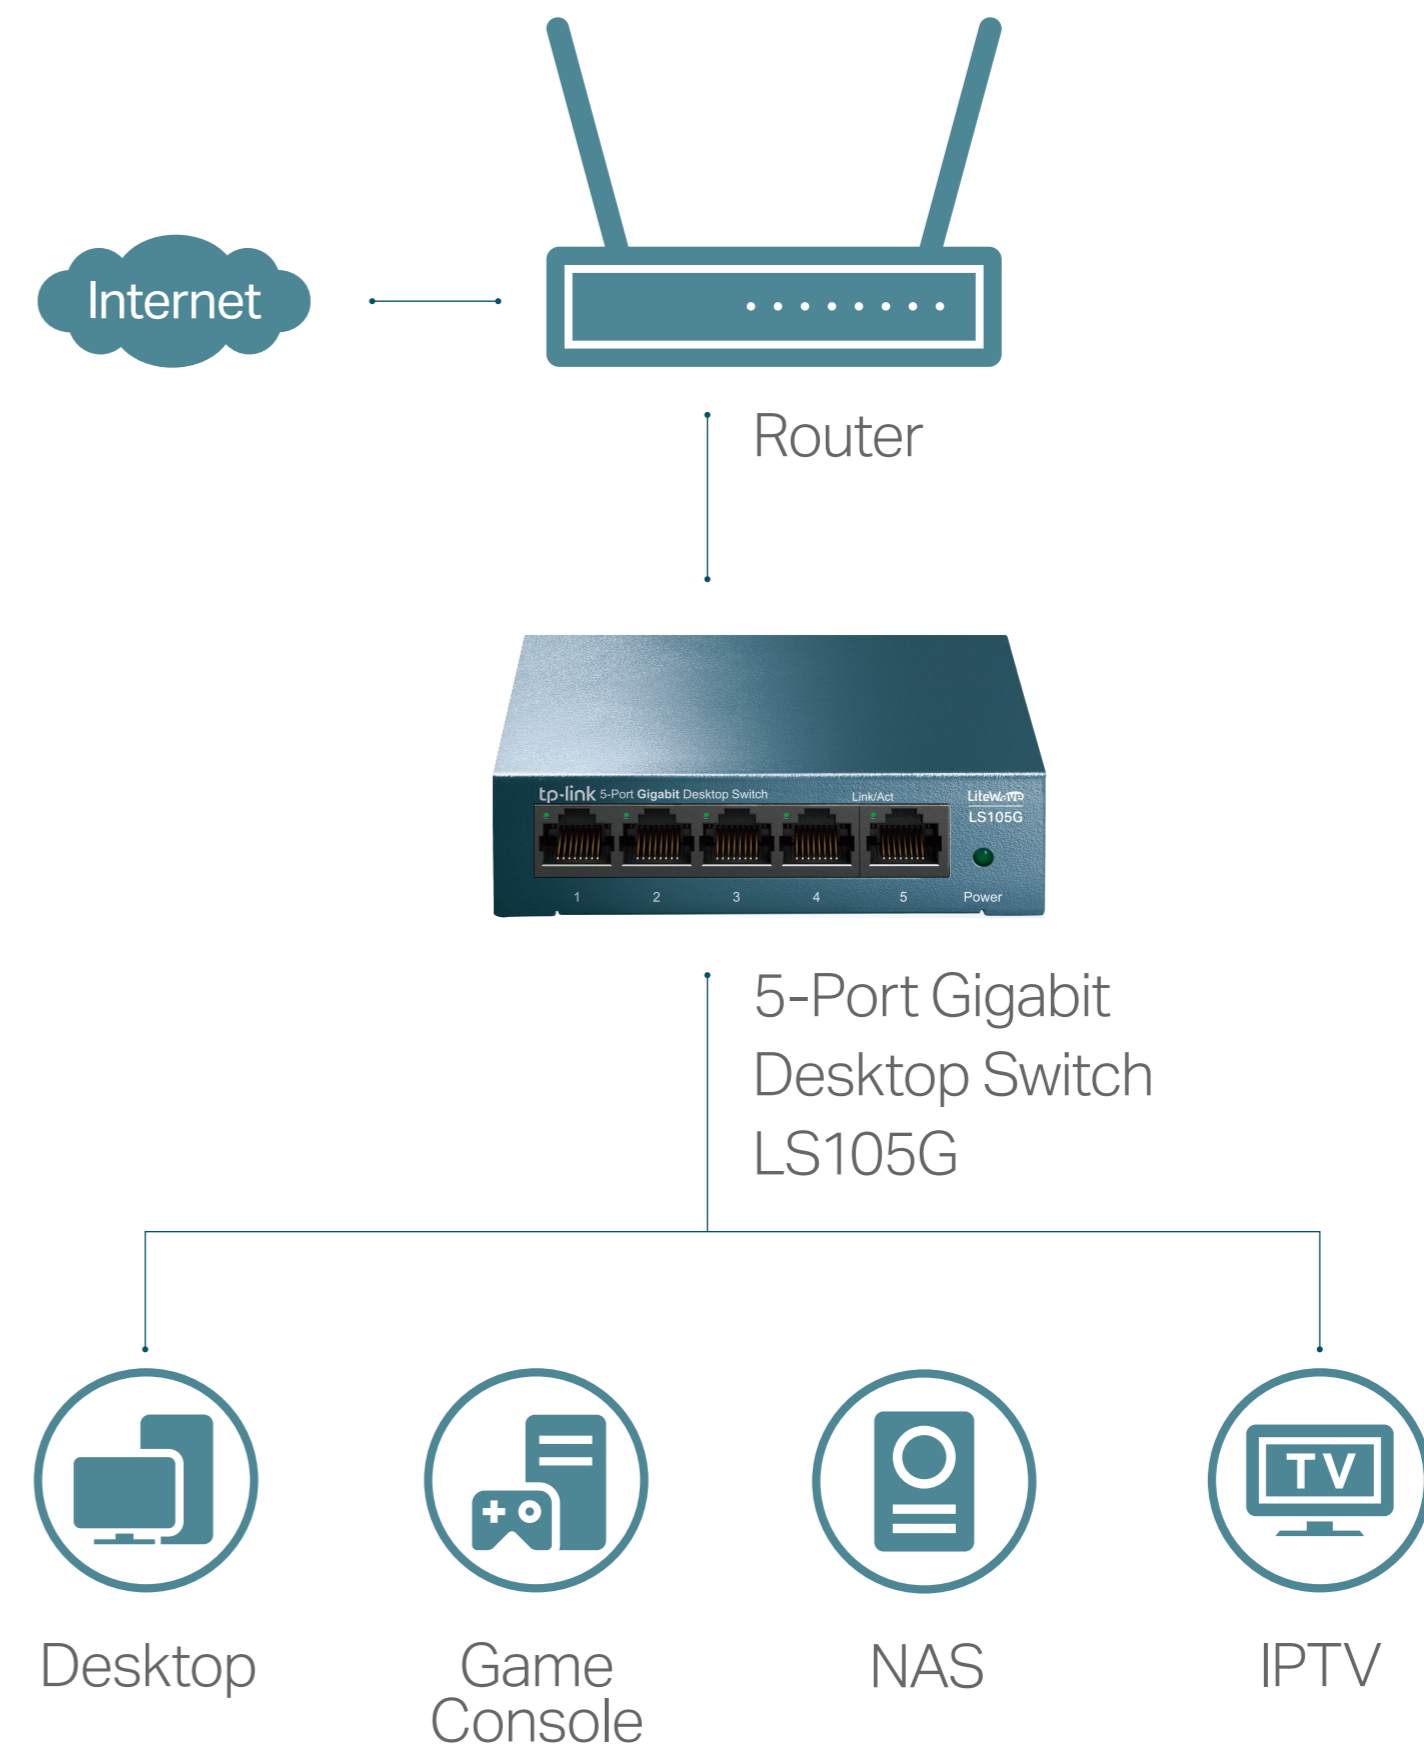 Internet
Router
tp-link 5-Port Gigabit Desktop Switch
Link/Act
LiteWave
LS105G
1 2 3 4 5 Power
5-Port Gigabit
Desktop Switch
LS105G
TV
Desktop
Game
Console
NAS
IPTV